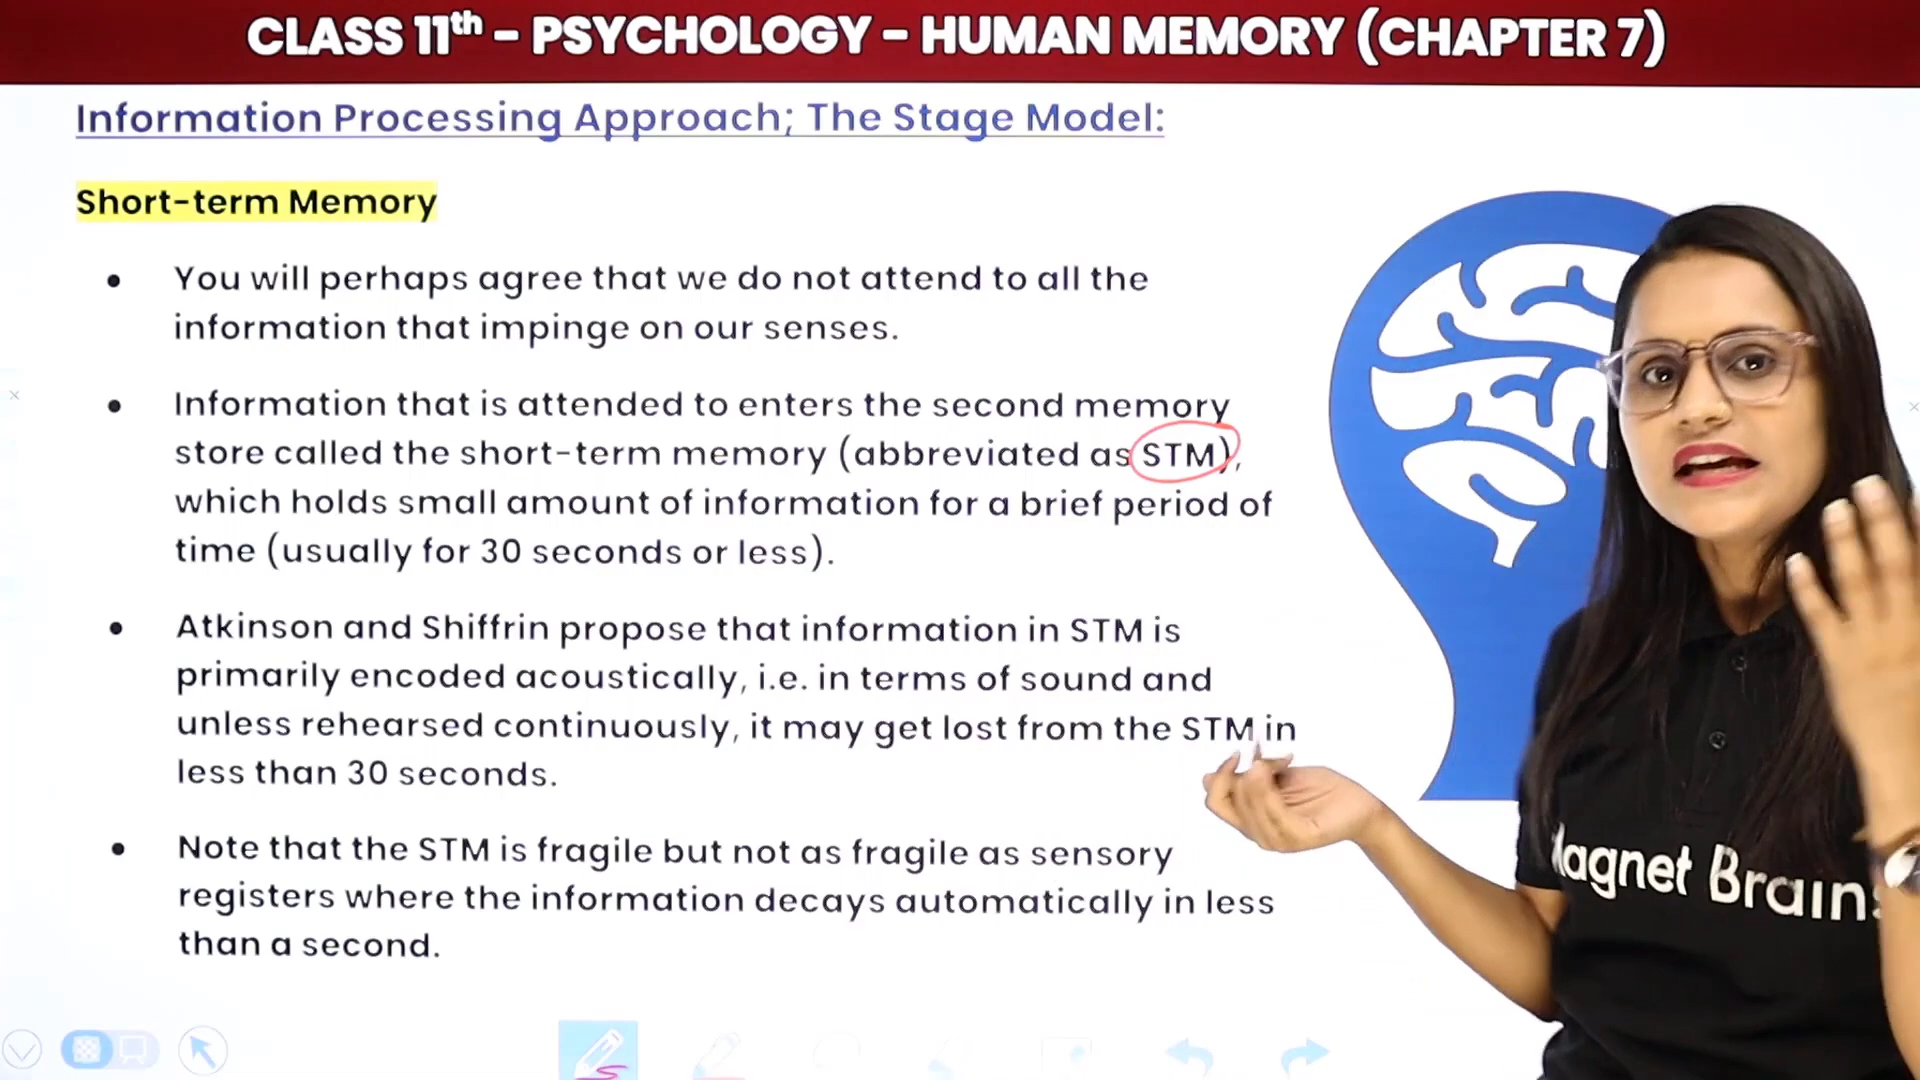 CLASS 11th - PSYCHOLOGY - HUMAN MEMORY (CHAPTER 7)
Information Processing Approach; The Stage Model:
Short-term Memory
• You will perhaps agree that we do not attend to all the
information that impinge on our senses.
• Information that is attended to enters the second memory
store called the short-term memory (abbreviated as STM),
which holds small amount of information for a brief period of
time (usually for 30 seconds or less).
• Atkinson and Shiffrin propose that information in STM is
primarily encoded acoustically, i.e. in terms of sound and
unless rehearsed continuously, it may get lost from the STM in
less than 30 seconds.
• Note that the STM is fragile but not as fragile as sensory
registers where the information decays automatically in less
than a second.
Magnet Brains